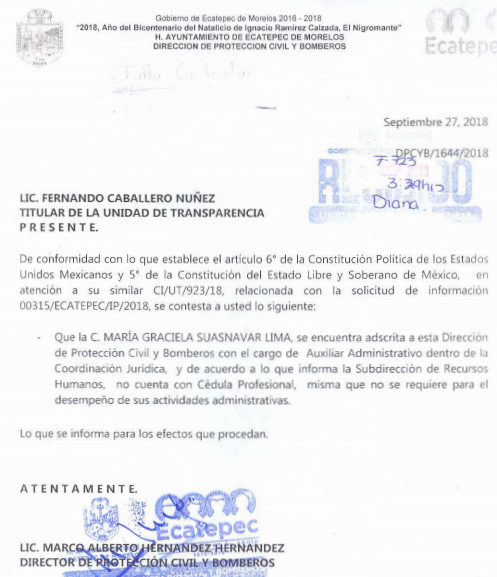 Gobierno de Ecatepec de Morelos 2016 - 2018
"2018, Año del Bicentenario del Natalicio de Ignacio Ramírez Calzada, El Nigromante"
H. AYUNTAMIENTO DE ECATEPEC DE MORELOS
DIRECCION DE PROTECCION CIVIL Y BOMBEROS
Ecatepe
Falta Contestar
Septiembre 27, 2018
DPCYB/1644/2018
7-723
3:29hrs
Diana.
LIC. FERNANDO CABALLERO NUÑEZ
TITULAR DE LA UNIDAD DE TRANSPARENCIA
P R E S E N T E.
De conformidad con lo que establece el artículo 6° de la Constitución Política de los Estados
Unidos Mexicanos y 5° de la Constitución del Estado Libre y Soberano de México, en
atención a su similar CI/UT/923/18, relacionada con la solicitud de información
00315/ECATEPEC/IP/2018, se contesta a usted lo siguiente:
- Que la C. MARÍA GRACIELA SUASNAVAR LIMA, se encuentra adscrita a esta Dirección
de Protección Civil y Bomberos con el cargo de Auxiliar Administrativo dentro de la
Coordinación Jurídica, y de acuerdo a lo que informa la Subdirección de Recursos
Humanos, no cuenta con Cédula Profesional, misma que no se requiere para el
desempeño de sus actividades administrativas.
Lo que se informa para los efectos que procedan.
A T E N T A M E N T E.
Ecatepec
LIC. MARCO ALBERTO HERNANDEZ HERNANDEZ
DIRECTOR DE PROTECCIÓN CIVIL Y BOMBEROS